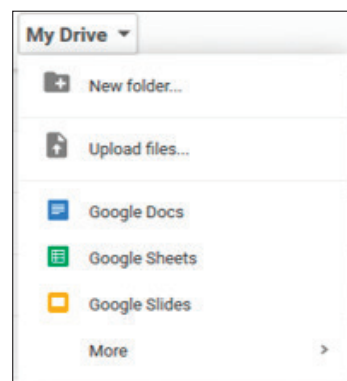 My Drive
New folder...
Upload files...
Google Docs
Google Sheets
Google Slides
More